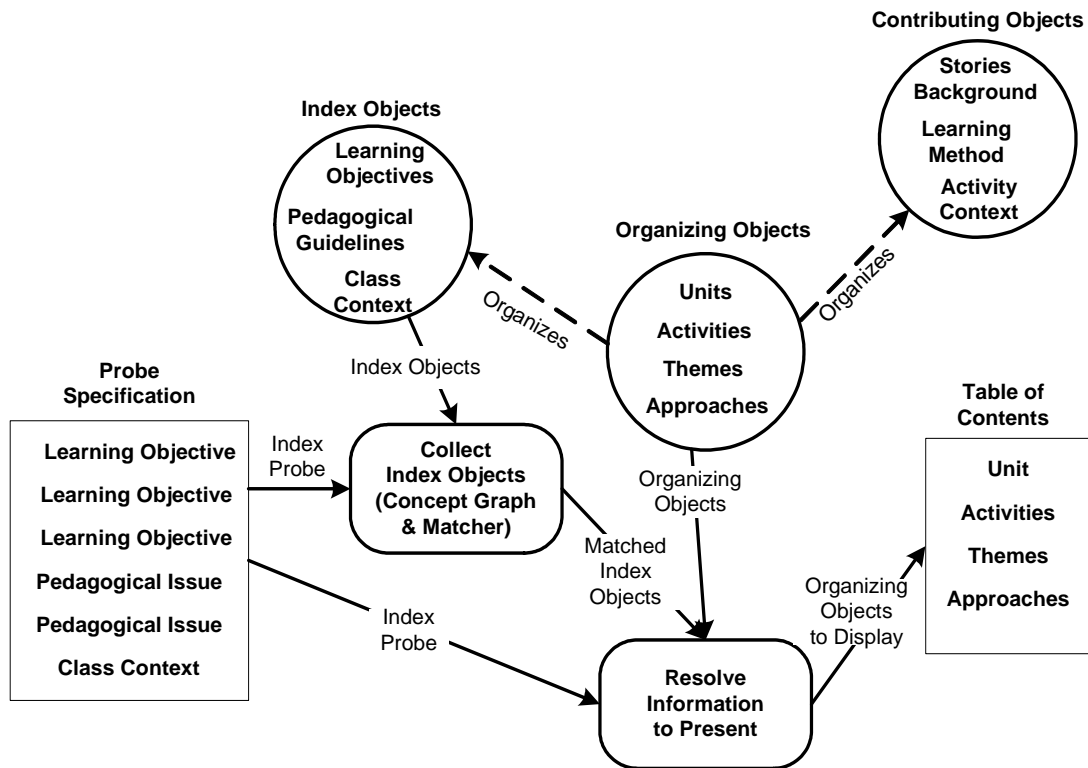 Contributing Objects
Stories
Background
Learning
Method
Activity
Context
Index Objects
Learning
Objectives
Pedagogical
Guidelines
Class
Context
Organizing Objects
Units
Activities
Themes
Approaches
Organizes
Organizes
Index Objects
Probe
Specification
Learning Objective
Learning Objective
Learning Objective
Pedagogical Issue
Pedagogical Issue
Class Context
Index
Probe
Collect
Index Objects
(Concept Graph
& Matcher)
Organizing
Objects
Matched
Index
Objects
Index
Probe
Resolve
Information
to Present
Organizing
Objects
to Display
Table of
Contents
Unit
Activities
Themes
Approaches